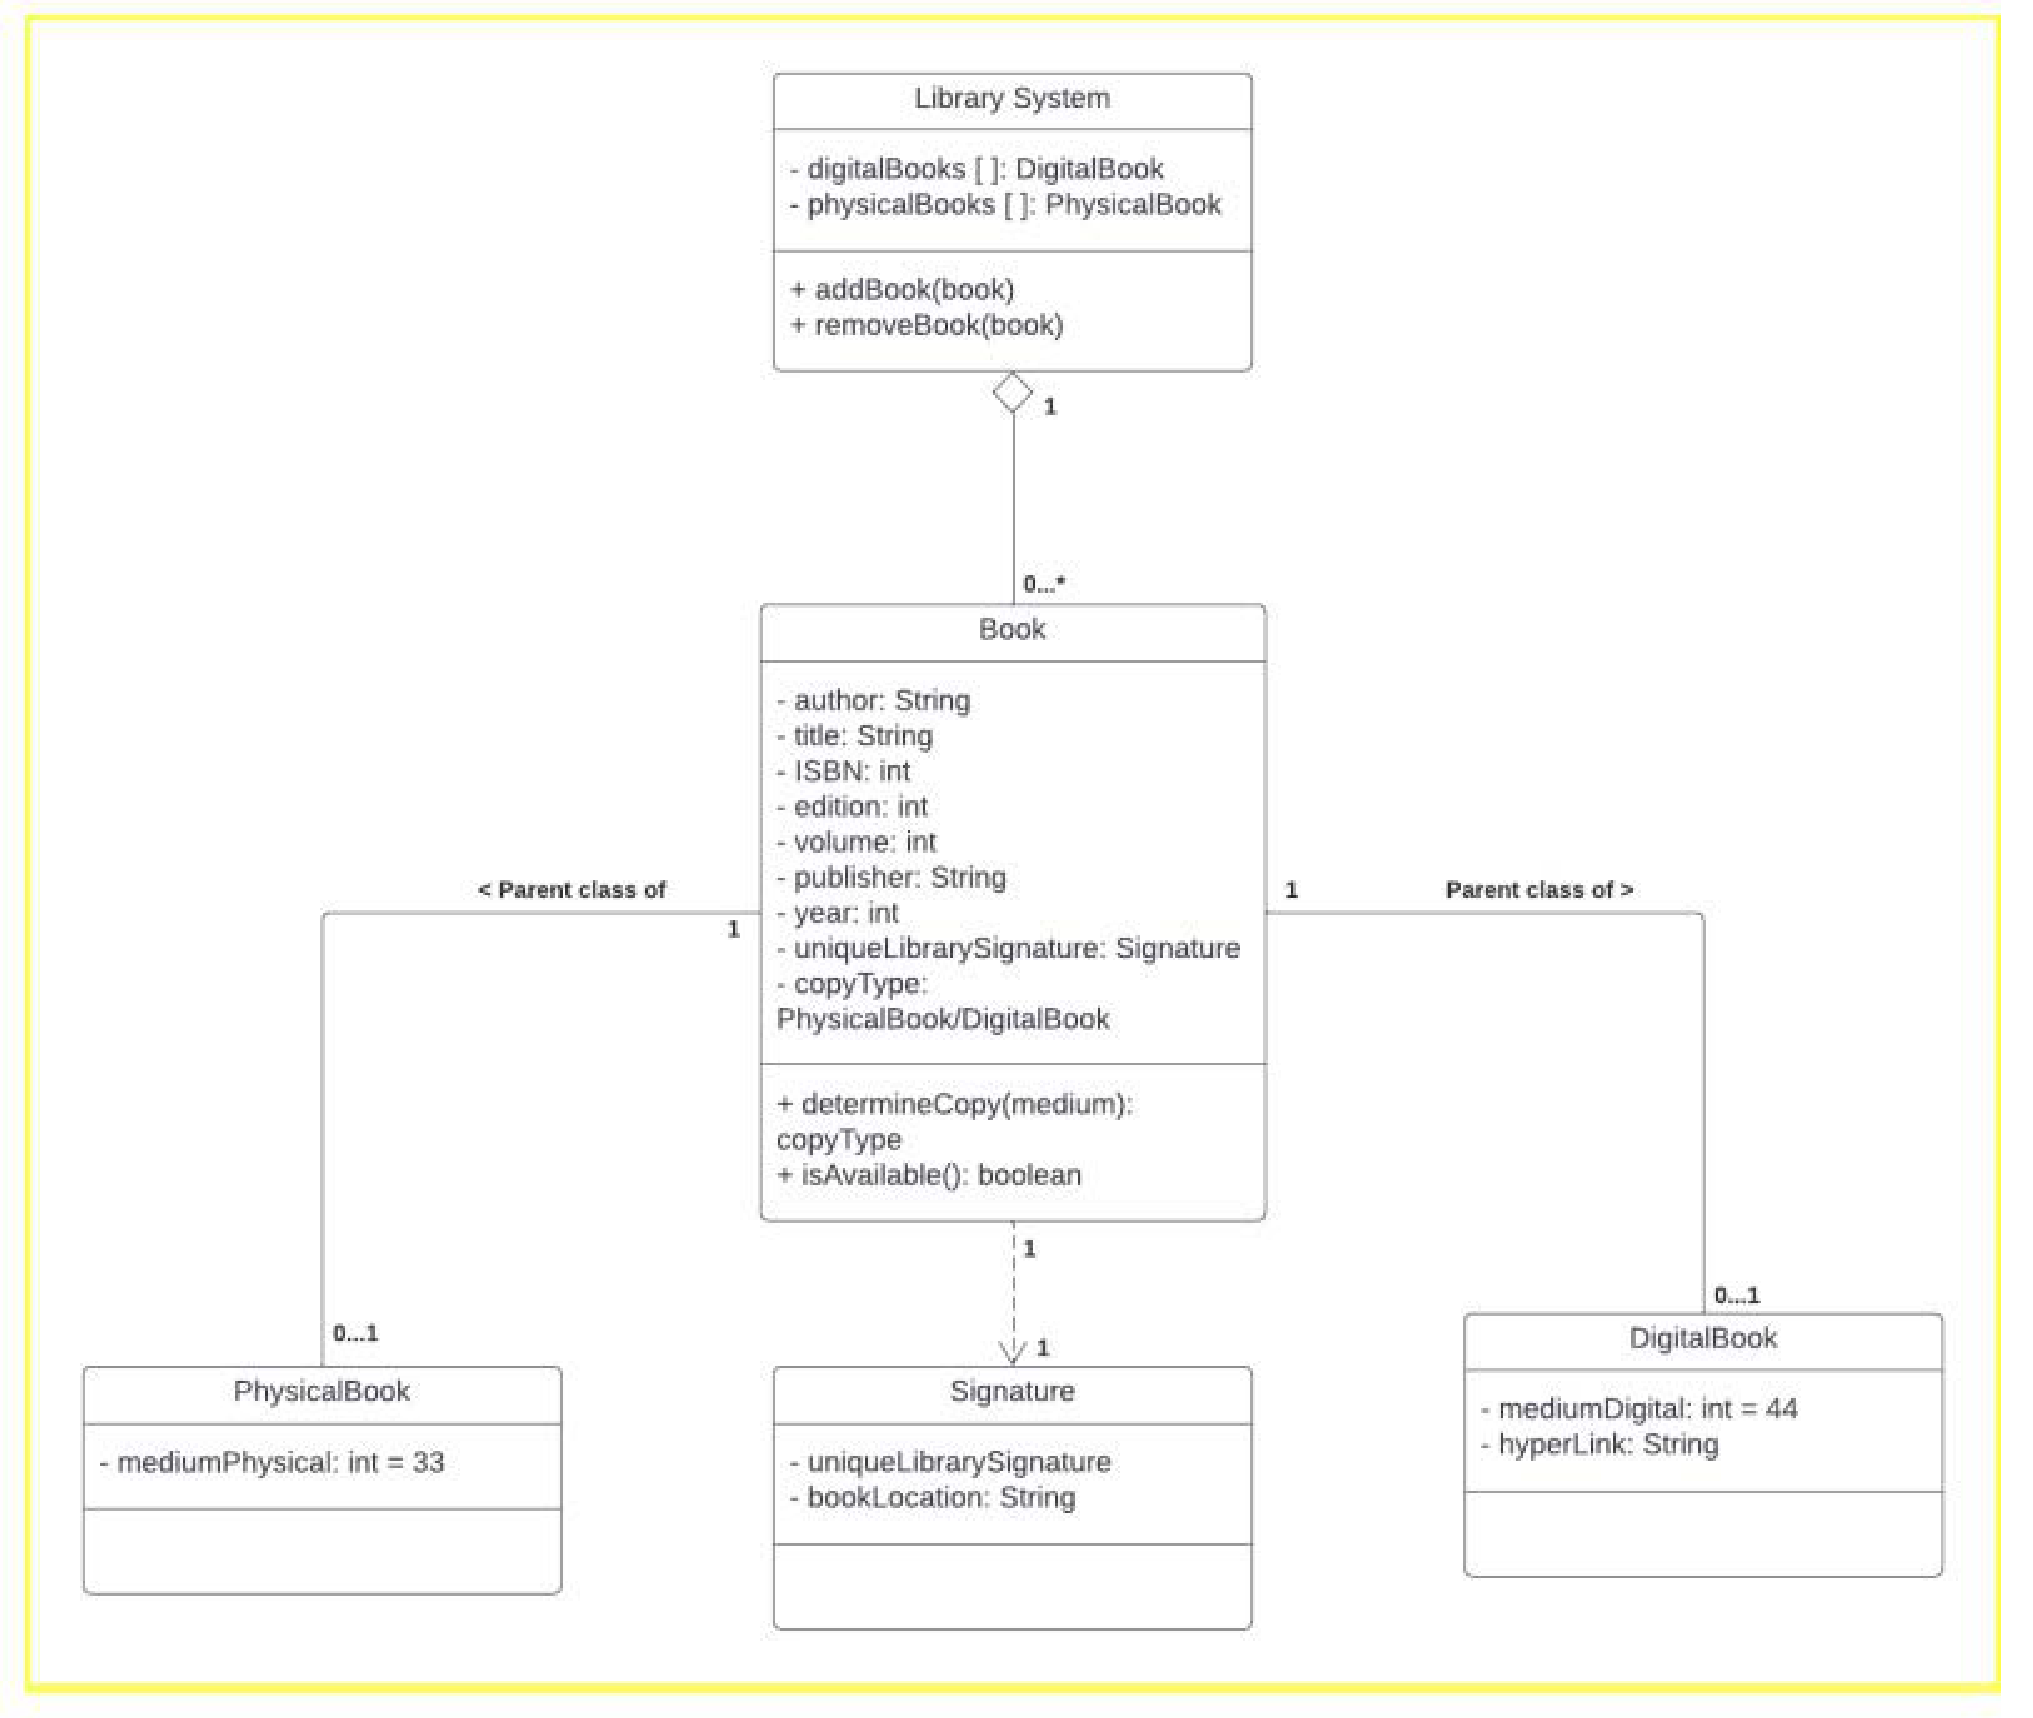 Library System
- digitalBooks [ ]: DigitalBook
- physicalBooks [ ]: PhysicalBook
+ addBook(book)
+ removeBook(book)
1
0...*
Book
- author: String
- title: String
- ISBN: int
- edition: int
- volume: int
- publisher: String
- year: int
- uniqueLibrarySignature: Signature
- copyType:
PhysicalBook/DigitalBook
+ determineCopy(medium):
copyType
+ isAvailable(): boolean
< Parent class of
1
1
Parent class of >
0...1
PhysicalBook
- mediumPhysical: int = 33
1
1
Signature
- uniqueLibrarySignature
- bookLocation: String
0...1
DigitalBook
- mediumDigital: int = 44
- hyperLink: String